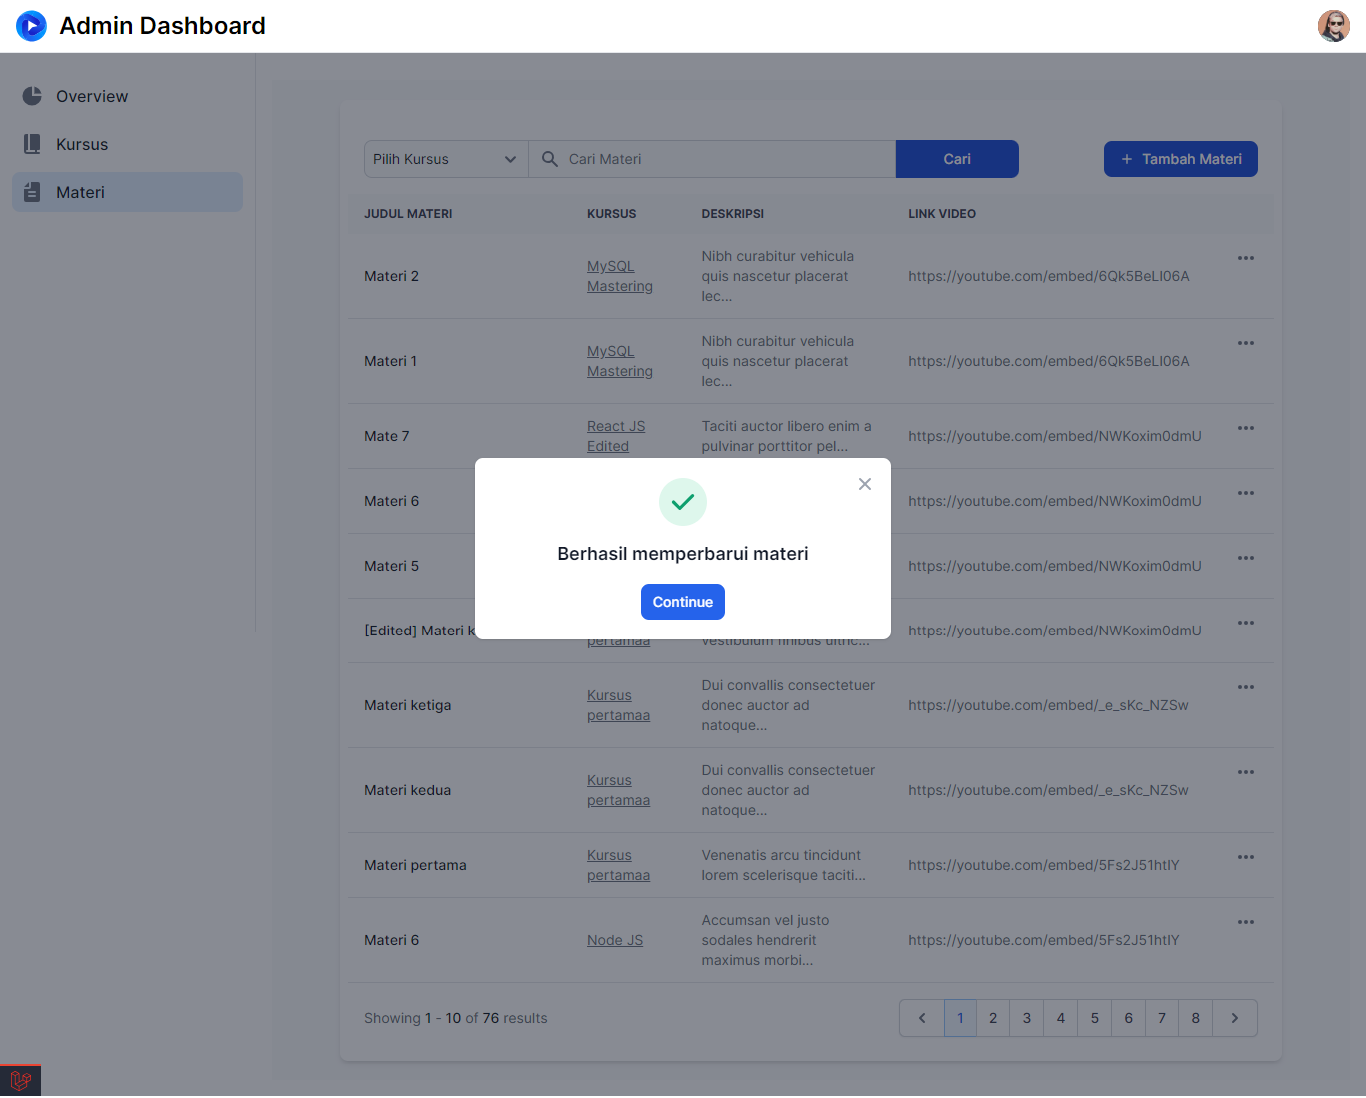 Admin Dashboard
Overview
Kursus
Materi
Pilih Kursus
Cari Materi
Cari
+ Tambah Materi
JUDUL MATERI KURSUS DESKRIPSI LINK VIDEO
Materi 2
MySQL
Mastering
Nibh curabitur vehicula
quis nascetur placerat
lec...
https://youtube.com/embed/6Qk5BeLI06A
Materi 1
MySQL
Mastering
Nibh curabitur vehicula
quis nascetur placerat
lec...
https://youtube.com/embed/6Qk5BeLI06A
Mate 7
React JS
Edited
Taciti auctor libero enim a
pulvinar porttitor pel...
https://youtube.com/embed/NWKoxim0dmU
Materi 6
https://youtube.com/embed/NWKoxim0dmU
Materi 5
https://youtube.com/embed/NWKoxim0dmU
Berhasil memperbarui materi
Continue
[Edited] Materi
pertamaa
vestibulum finibus ultric...
https://youtube.com/embed/NWKoxim0dmU
Materi ketiga
Kursus
pertamaa
Dui convallis consectetuer
donec auctor ad
natoque...
https://youtube.com/embed/_e_sKc_NZSw
Materi kedua
Kursus
pertamaa
Dui convallis consectetuer
donec auctor ad
natoque...
https://youtube.com/embed/_e_sKc_NZSw
Materi pertama
Kursus
pertamaa
Venenatis arcu tincidunt
lorem scelerisque taciti...
https://youtube.com/embed/5Fs2J51htIY
Materi 6
Node JS
Accumsan vel justo
sodales hendrerit
maximus morbi...
https://youtube.com/embed/5Fs2J51htIY
Showing 1 - 10 of 76 results
1 2 3 4 5 6 7 8